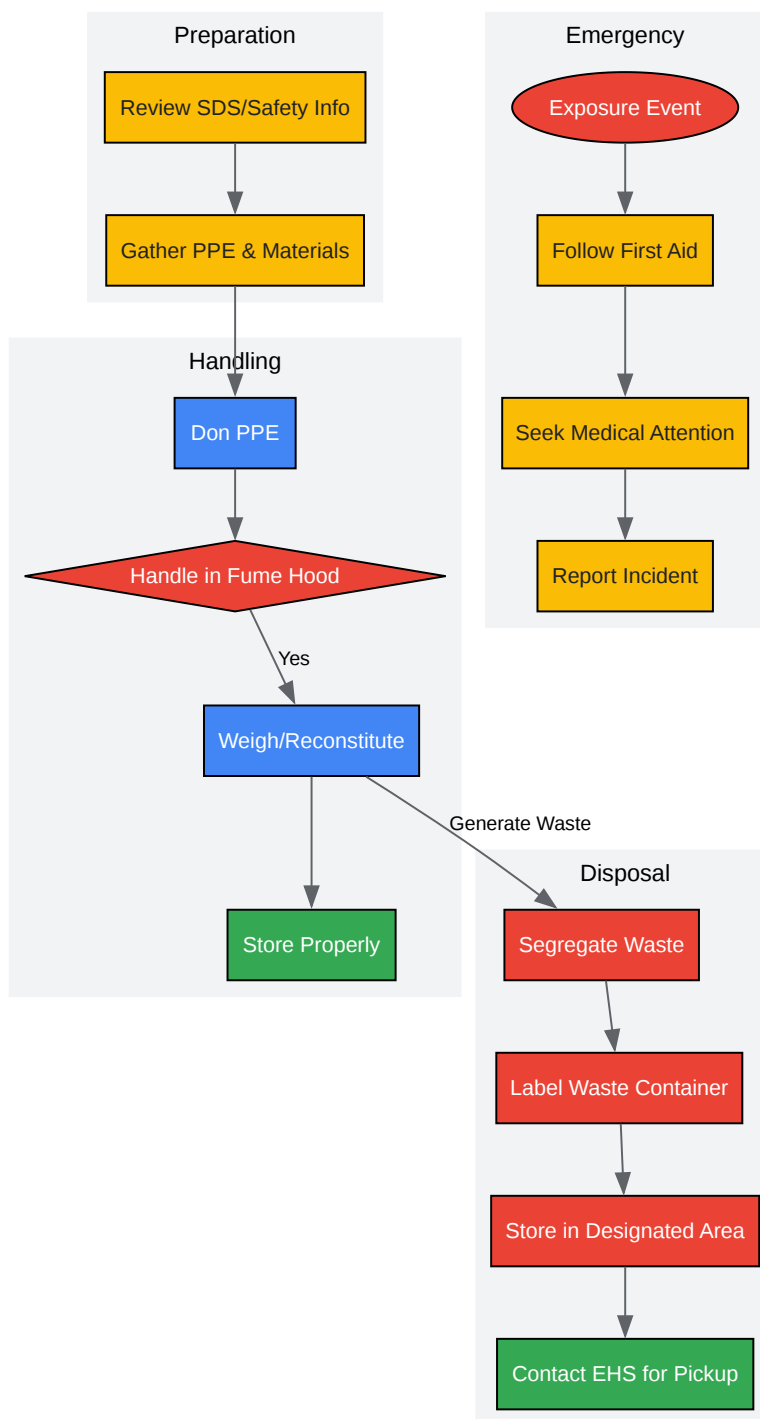 Preparation
Review SDS/Safety Info
Gather PPE & Materials
Handling
Don PPE
Handle in Fume Hood
Yes
Weigh/Reconstitute
Generate Waste
Store Properly
Emergency
Exposure Event
Follow First Aid
Seek Medical Attention
Report Incident
Disposal
Segregate Waste
Label Waste Container
Store in Designated Area
Contact EHS for Pickup